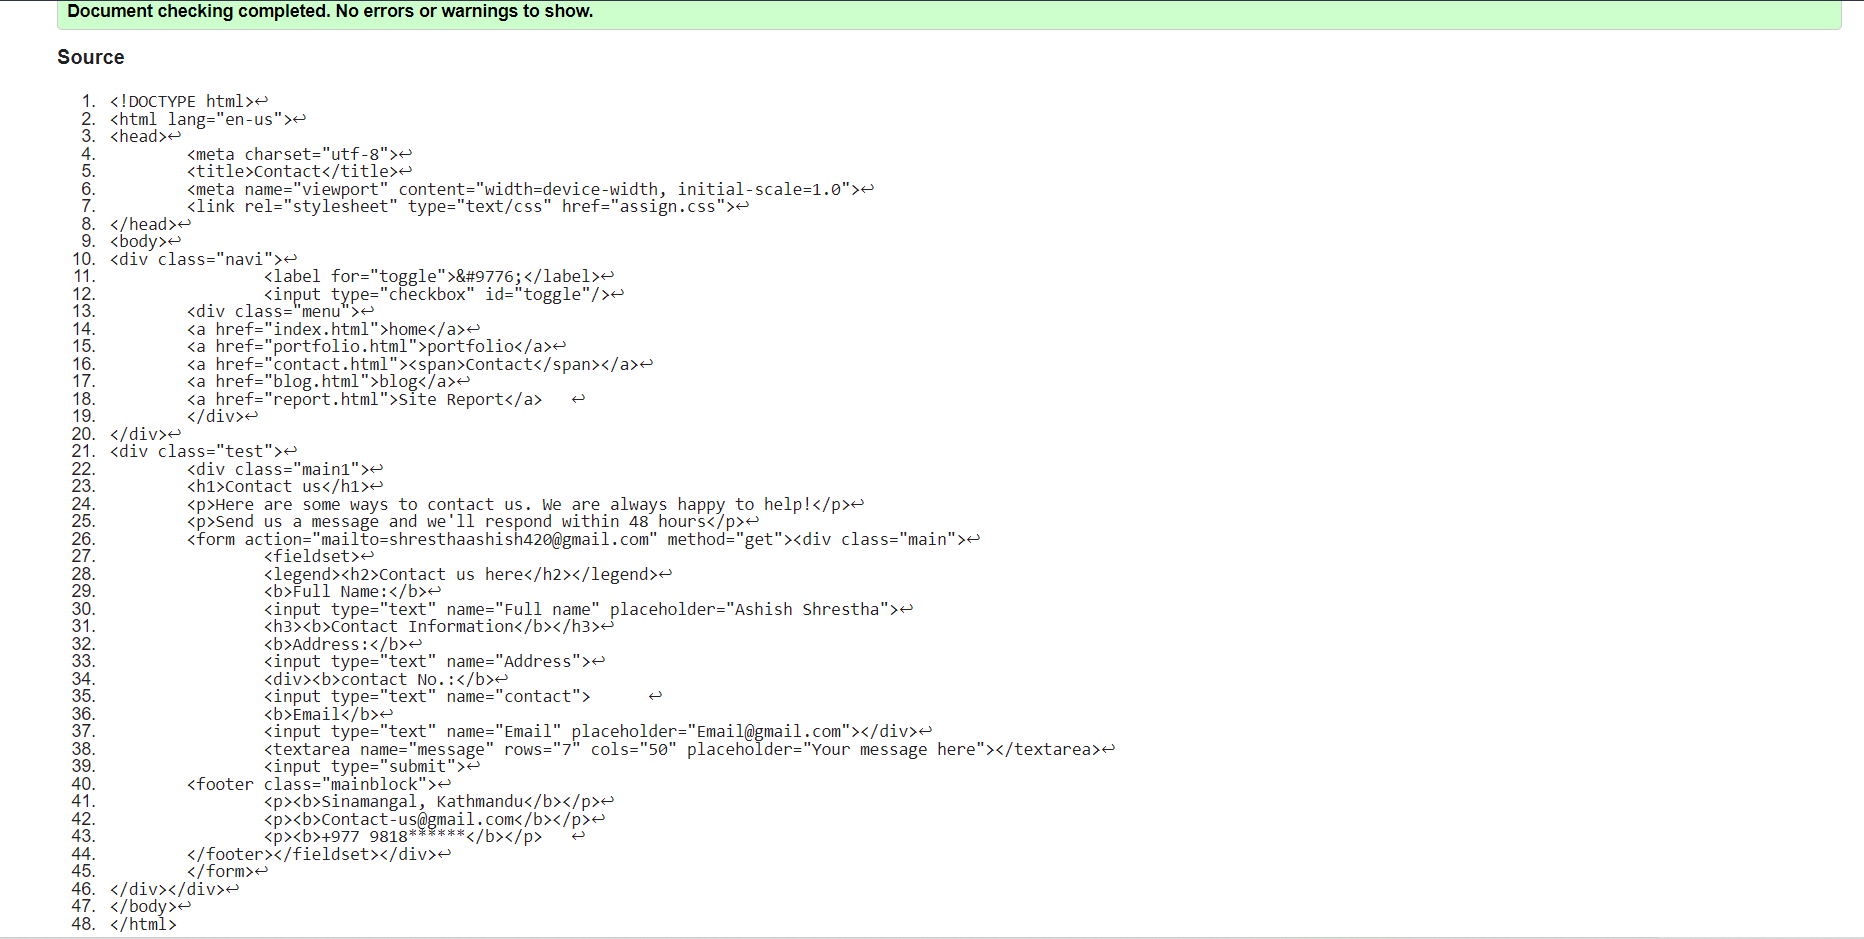 Document checking completed. No errors or warnings to show.
Source
1. <!DOCTYPE html>↩
2. <html lang="en-us">↩
3. <head>↩
4. <meta charset="utf-8">↩
5. <title>Contact</title>↩
6. <meta name="viewport" content="width=device-width, initial-scale=1.0">↩
7. <link rel="stylesheet" type="text/css" href="assign.css">↩
8. </head>↩
9. <body>↩
10. <div class="navi">↩
11. <label for="toggle">&#9776;</label>↩
12. <input type="checkbox" id="toggle"/>↩
13. <div class="menu">↩
14. <a href="index.html">home</a>↩
15. <a href="portfolio.html">portfolio</a>↩
16. <a href="contact.html"><span>Contact</span></a>↩
17. <a href="blog.html">blog</a>↩
18. <a href="report.html">Site Report</a> ↩
19. </div>↩
20. </div>↩
21. <div class="test">↩
22. <div class="main1">↩
23. <h1>Contact us</h1>↩
24. <p>Here are some ways to contact us. We are always happy to help!</p>↩
25. <p>Send us a message and we'll respond within 48 hours</p>↩
26. <form action="mailto=shresthaashish420@gmail.com" method="get"><div class="main">↩
27. <fieldset>↩
28. <legend><h2>Contact us here</h2></legend>↩
29. <b>Full Name:</b>↩
30. <input type="text" name="Full name" placeholder="Ashish Shrestha">↩
31. <h3><b>Contact Information</b></h3>↩
32. <b>Address:</b>↩
33. <input type="text" name="Address">↩
34. <div><b>contact No.:</b>↩
35. <input type="text" name="contact"> ↩
36. <b>Email</b>↩
37. <input type="text" name="Email" placeholder="Email@gmail.com"></div>↩
38. <textarea name="message" rows="7" cols="50" placeholder="Your message here"></textarea>↩
39. <input type="submit">↩
40. <footer class="mainblock">↩
41. <p><b>Sinamangal, Kathmandu</b></p>↩
42. <p><b>Contact-us@gmail.com</b></p>↩
43. <p><b>+977 9818******</b></p> ↩
44. </footer></fieldset></div>↩
45. </form>↩
46. </div></div>↩
47. </body>↩
48. </html>